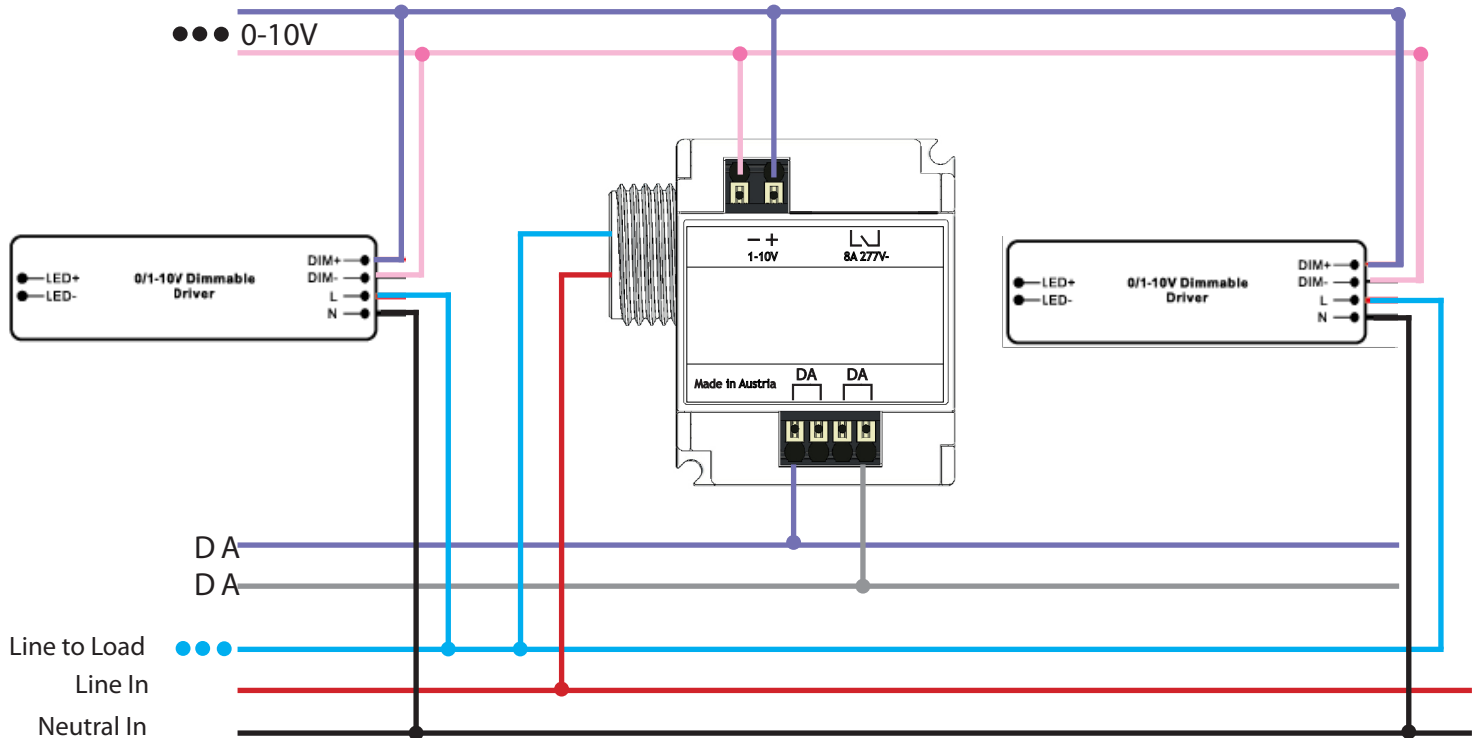 0-10V
DIM+
DIM-
L
N
LED+
LED-
0/1-10V Dimmable
Driver
- +
1-10V
8A 277V-
Made in Austria
DA DA
DIM+
DIM-
L
N
LED+
LED-
0/1-10V Dimmable
Driver
D A
D A
Line to Load
Line In
Neutral In